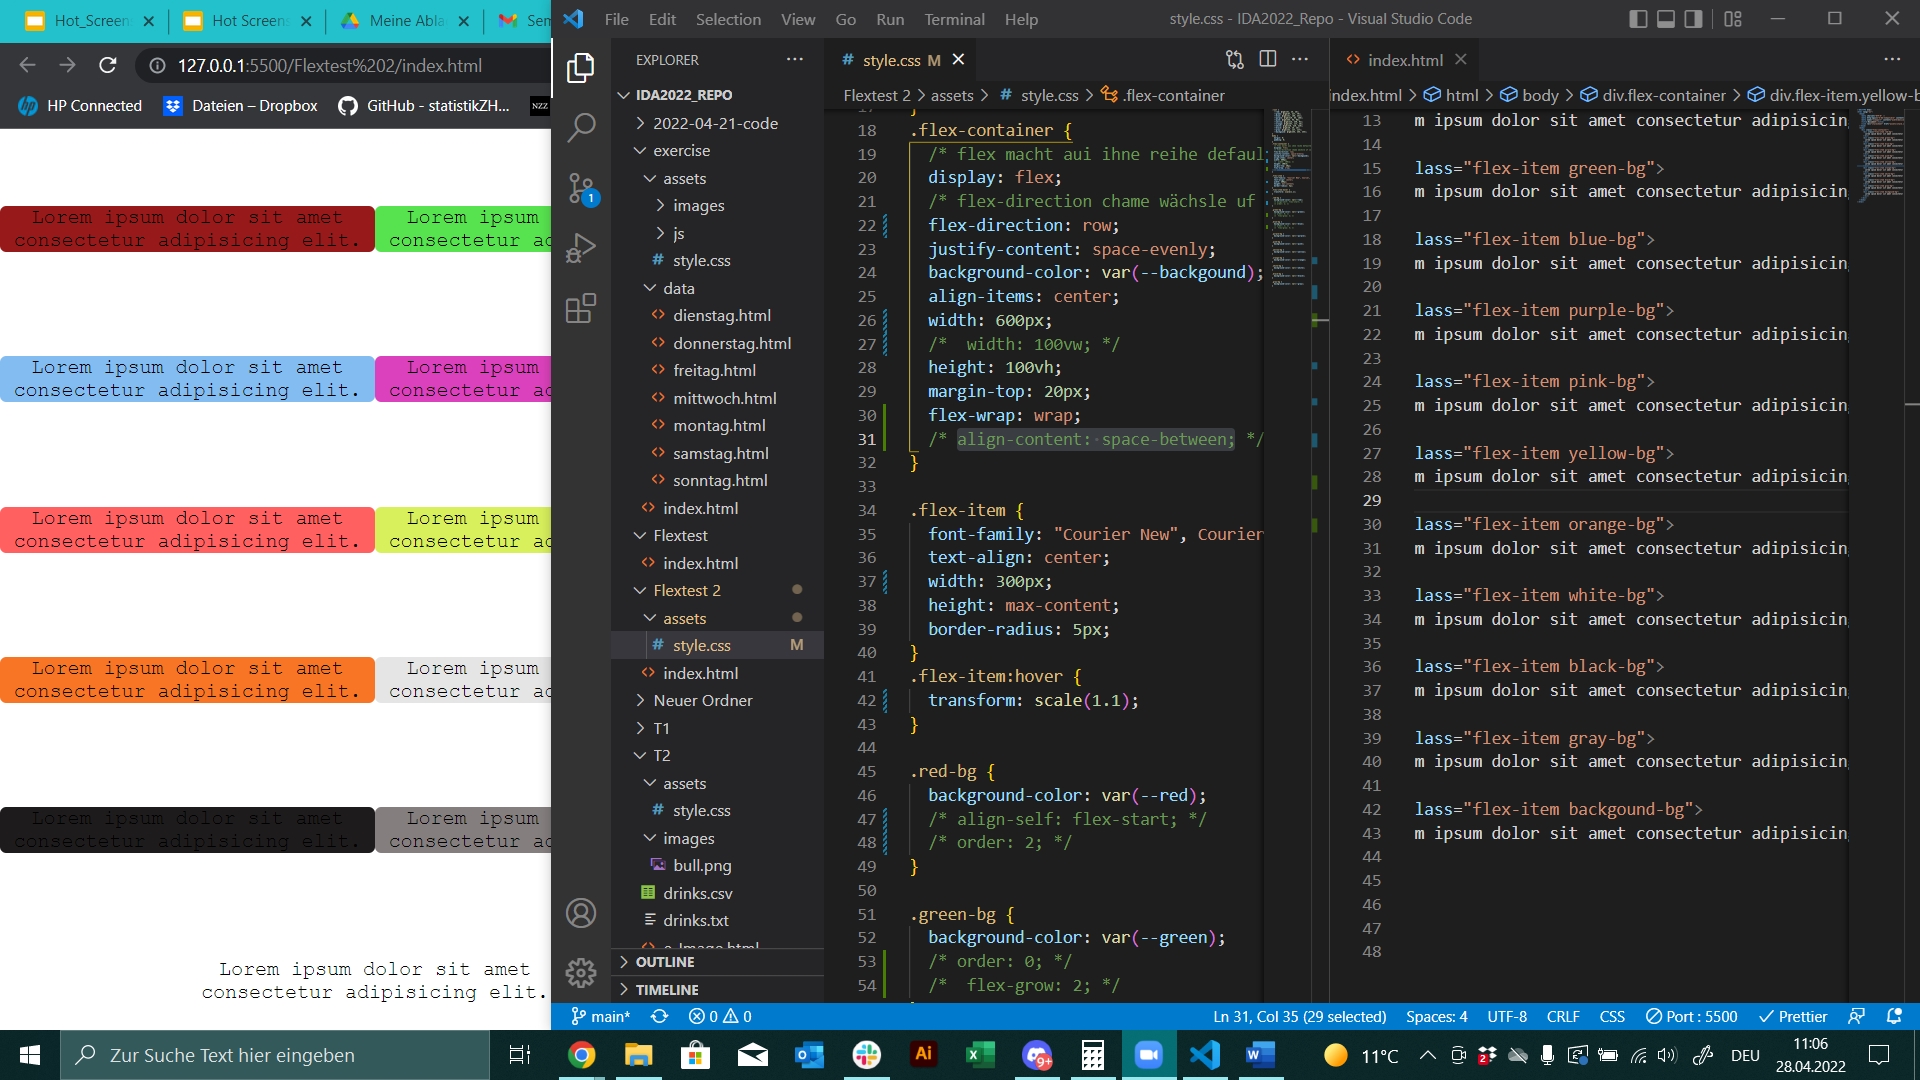 Hot_Screen
Hot Screens
Meine Abla
Sem
127.0.0.1:5500/Flextest%202/index.html
HP Connected
Dateien – Dropbox
GitHub - statistikZH...
NZZ
Lorem ipsum dolor sit amet
consectetur adipisicing elit.
Lorem ipsum
consectetur ad
Lorem ipsum dolor sit amet
consectetur adipisicing elit.
Lorem ipsum
consectetur ad
Lorem ipsum dolor sit amet
consectetur adipisicing elit.
Lorem ipsum
consectetur ad
Lorem ipsum dolor sit amet
consectetur adipisicing elit.
Lorem ipsum
consectetur ad
Lorem ipsum dolor sit amet
consectetur adipisicing elit.
Lorem ipsum
consectetur ad
Lorem ipsum dolor sit amet
consectetur adipisicing elit.
File Edit Selection View Go Run Terminal Help
style.css - IDA2022_Repo - Visual Studio Code
1
EXPLORER
IDA2022_REPO
2022-04-21-code
exercise
assets
images
js
style.css
data
dienstag.html
donnerstag.html
freitag.html
mittwoch.html
montag.html
samstag.html
sonntag.html
index.html
Flextest
index.html
Flextest 2
assets
style.css M
index.html
Neuer Ordner
T1
T2
assets
style.css
images
bull.png
drinks.csv
drinks.txt
OUTLINE
TIMELINE
style.css M
Flextest 2 > assets > style.css > .flex-container
17 }
18 .flex-container {
19 /* flex macht aui ihne reihe defaul
20 display: flex;
21 /* flex-direction chame wächsle uf
22 flex-direction: row;
23 justify-content: space-evenly;
24 background-color: var(--backgound);
25 align-items: center;
26 width: 600px;
27 /*  width: 100vw; */
28 height: 100vh;
29 margin-top: 20px;
30 flex-wrap: wrap;
31 /* align-content: space-between; */
32 }
33
34 .flex-item {
35 font-family: "Courier New", Courier
36 text-align: center;
37 width: 300px;
38 height: max-content;
39 border-radius: 5px;
40 }
41 .flex-item:hover {
42 transform: scale(1.1);
43 }
44
45 .red-bg {
46 background-color: var(--red);
47 /* align-self: flex-start; */
48 /* order: 2; */
49 }
50
51 .green-bg {
52 background-color: var(--green);
53 /* order: 0; */
54 /*  flex-grow: 2; */
index.html
index.html > html > body > div.flex-container > div.flex-item.yellow-b
13 m ipsum dolor sit amet consectetur adipisicin
14
15 lass="flex-item green-bg">
16 m ipsum dolor sit amet consectetur adipisicin
17
18 lass="flex-item blue-bg">
19 m ipsum dolor sit amet consectetur adipisicin
20
21 lass="flex-item purple-bg">
22 m ipsum dolor sit amet consectetur adipisicin
23
24 lass="flex-item pink-bg">
25 m ipsum dolor sit amet consectetur adipisicin
26
27 lass="flex-item yellow-bg">
28 m ipsum dolor sit amet consectetur adipisicin
29
30 lass="flex-item orange-bg">
31 m ipsum dolor sit amet consectetur adipisicin
32
33 lass="flex-item white-bg">
34 m ipsum dolor sit amet consectetur adipisicin
35
36 lass="flex-item black-bg">
37 m ipsum dolor sit amet consectetur adipisicin
38
39 lass="flex-item gray-bg">
40 m ipsum dolor sit amet consectetur adipisicin
41
42 lass="flex-item backgound-bg">
43 m ipsum dolor sit amet consectetur adipisicin
44
45
46
47
48
main* 0 0 Ln 31, Col 35 (29 selected) Spaces: 4 UTF-8 CRLF CSS Port : 5500 Prettier
Zur Suche Text hier eingeben
Ai
9+
11°C
2
DEU
11:06
28.04.2022